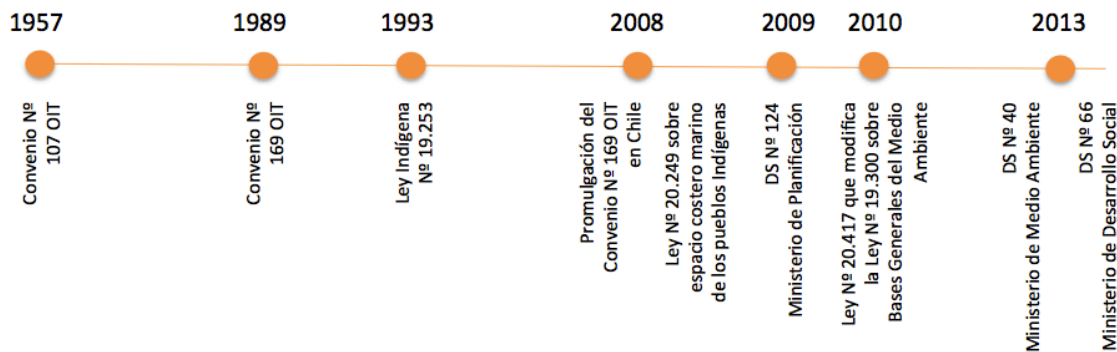 1957
1989
1993
2008
2009
2010
2013
Convenio Nº
107 OIT
Convenio Nº
169 OIT
Ley Indígena
Nº 19.253
Promulgación del
Convenio Nº 169 OIT
en Chile
Ley Nº 20.249 sobre
espacio costero marino
de los pueblos Indígenas
DS Nº 124
Ministerio de Planificación
Ley Nº 20.417 que modifica
la Ley Nº 19.300 sobre
Bases Generales del Medio
Ambiente
DS Nº 40
Ministerio de Medio Ambiente
DS Nº 66
Ministerio de Desarrollo Social